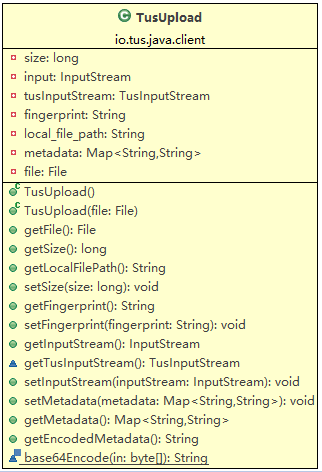 TusUpload
io.tus.java.client
size: long
input: InputStream
tusInputStream: TusInputStream
fingerprint: String
local_file_path: String
metadata: Map<String,String>
file: File
TusUpload()
TusUpload(file: File)
getFile(): File
getSize(): long
getLocalFilePath(): String
setSize(size: long): void
getFingerprint(): String
setFingerprint(fingerprint: String): void
getInputStream(): InputStream
getTusInputStream(): TusInputStream
setInputStream(inputStream: InputStream): void
setMetadata(metadata: Map<String,String>): void
getMetadata(): Map<String,String>
getEncodedMetadata(): String
base64Encode(in: byte[]): String